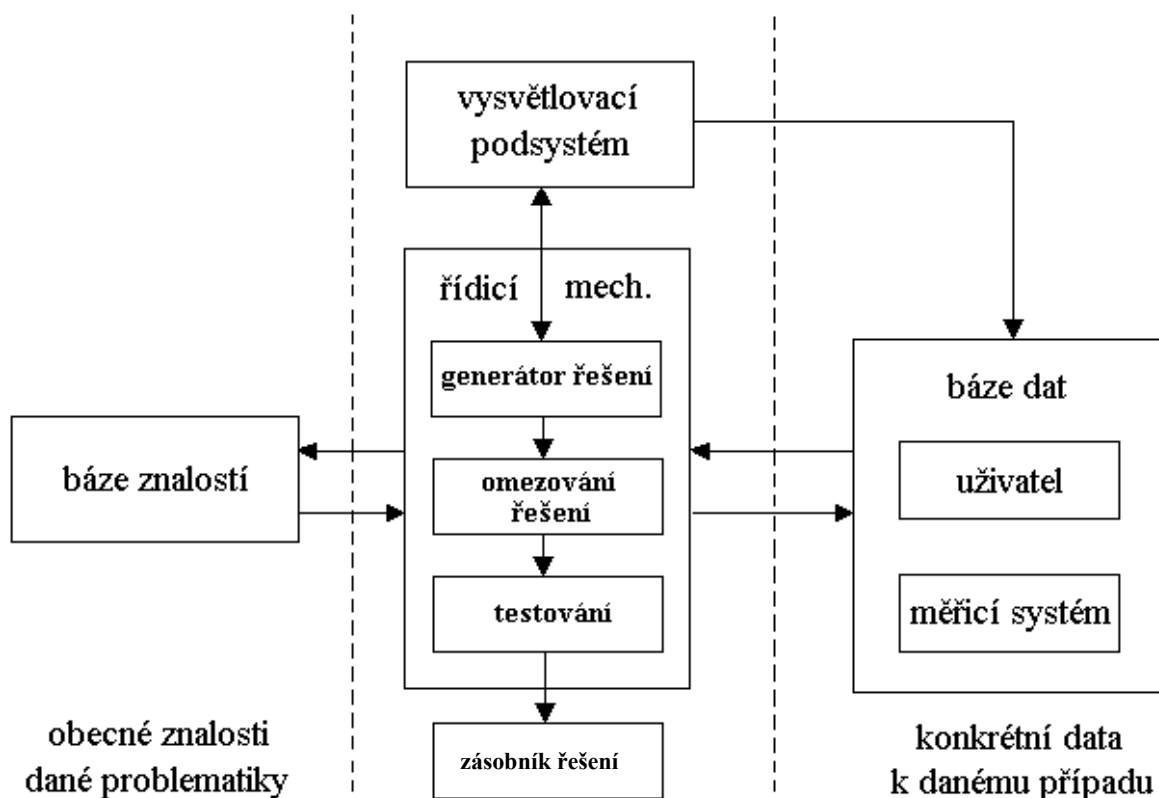 vysvětlovací
podsystém
řídicí mech.
generátor řešení
omezování
řešení
testování
zásobník řešení
báze znalostí
obecné znalosti
dané problematiky
báze dat
uživatel
měřicí systém
konkrétní data
k danému případu